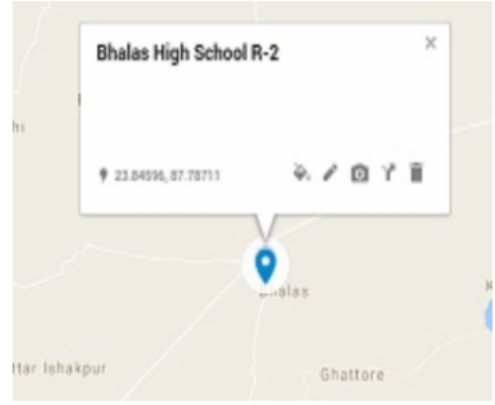 Bhalas High School R-2
23.84596, 87.78711
Bhalas
ttar Ishakpur
Ghattore